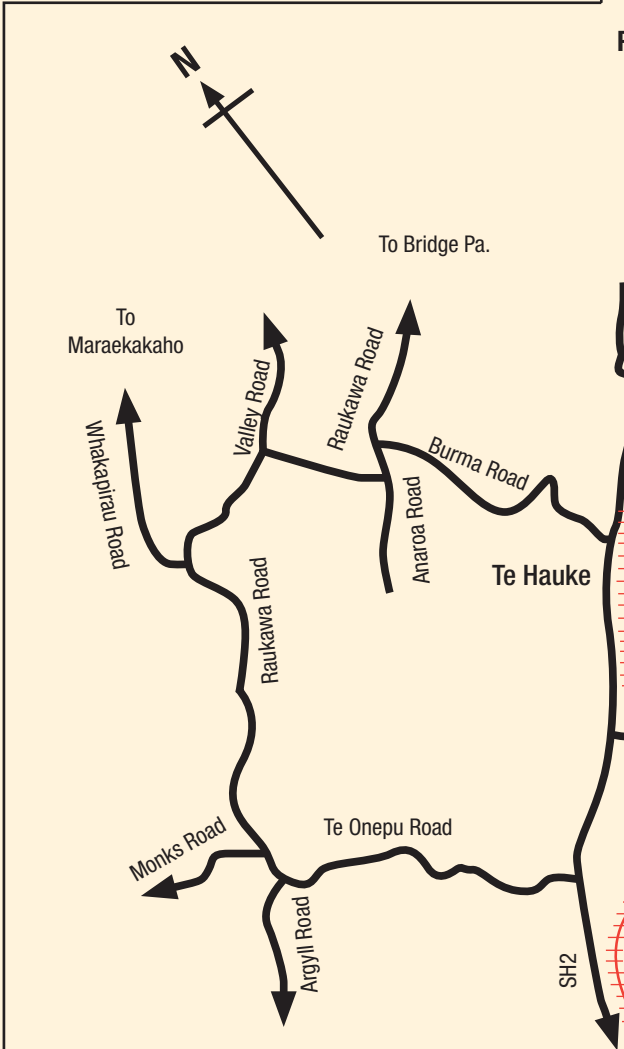 F
N
To Bridge Pa.
To
Maraekakaho
Valley Road
Raukawa Road
Whakapirau Road
Burma Road
Anaroa Road
Te Hauke
Raukawa Road
Te Onepu Road
Monks Road
Argyll Road
SH2